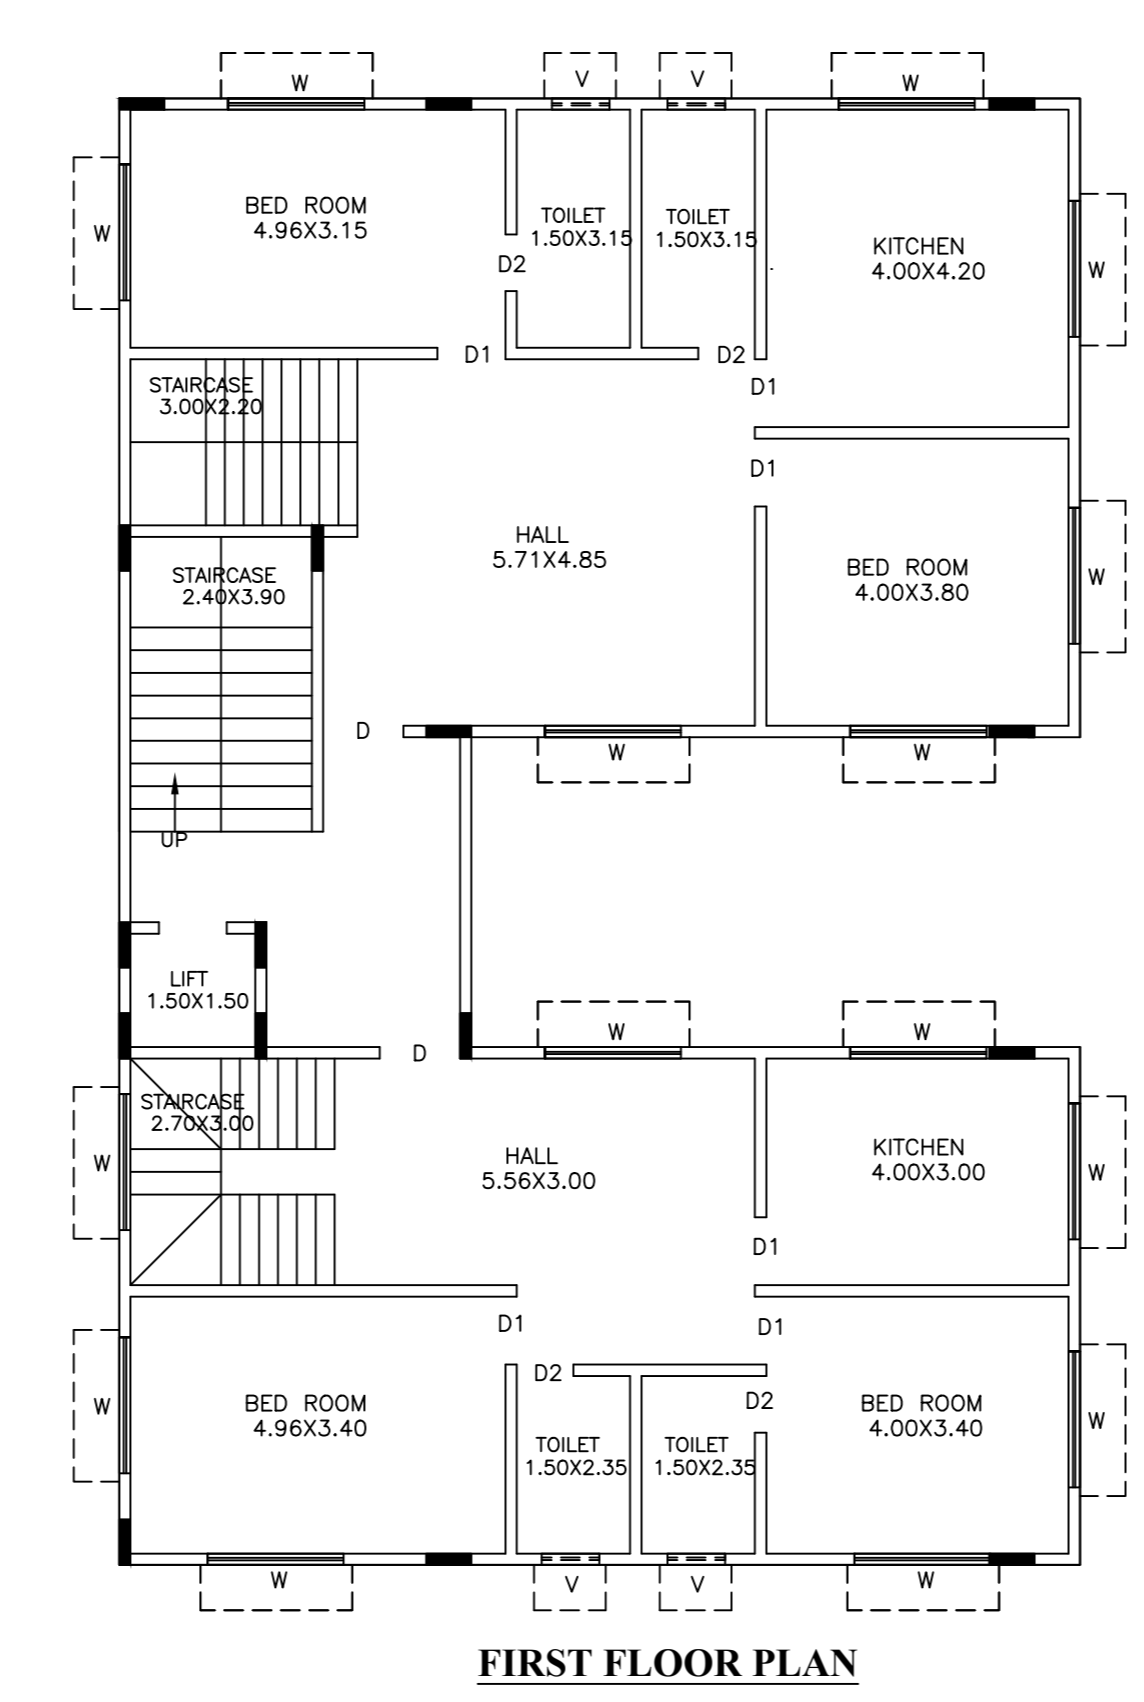 W
V
V
W
W
BED ROOM
4.96X3.15
TOILET
1.50X3.15
TOILET
1.50X3.15
KITCHEN
4.00X4.20
W
D2
D1
D2
D1
STAIRCASE
3.00X2.20
D1
HALL
5.71X4.85
BED ROOM
4.00X3.80
W
STAIRCASE
2.40X3.90
D
W
W
UP
LIFT
1.50X1.50
W
W
D
STAIRCASE
2.70X3.00
W
HALL
5.56X3.00
KITCHEN
4.00X3.00
W
D1
D1
D1
D2
D2
W
BED ROOM
4.96X3.40
TOILET
1.50X2.35
TOILET
1.50X2.35
BED ROOM
4.00X3.40
W
W
V
V
W
FIRST FLOOR PLAN